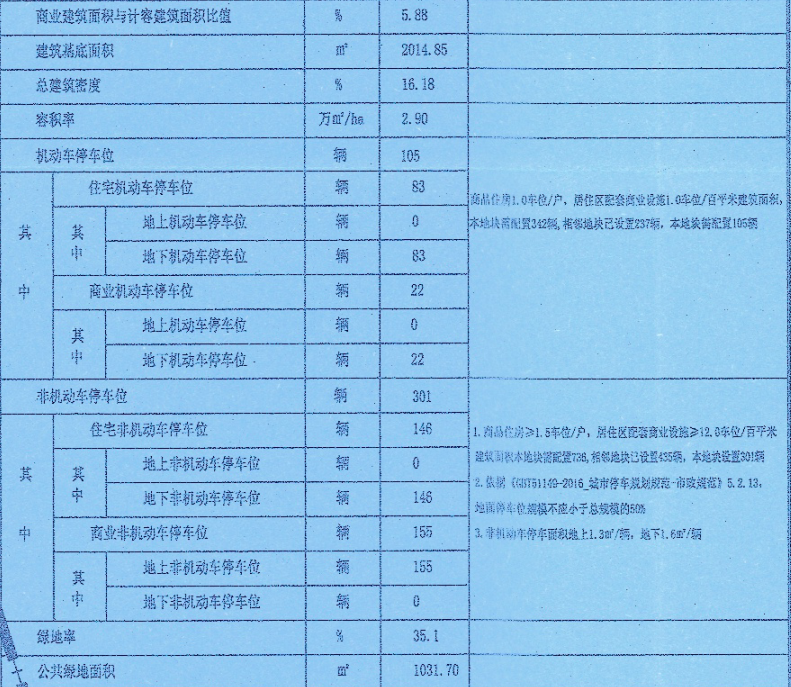 商业建筑面积与计容建筑面积比值 % 5.88
建筑基底面积 ㎡ 2014.85
总建筑密度 % 16.18
容积率 万㎡/ha 2.90
机动车停车位 辆 105
其中
住宅机动车停车位 辆 83
其中
地上机动车停车位 辆 0
地下机动车停车位 辆 83
商业机动车停车位 辆 22
其中
地上机动车停车位 辆 0
地下机动车停车位 辆 22
商品住房1.0车位/户，居住区配套商业设施1.0车位/百平米建筑面积,
本地块需配置342辆,相邻地块已设置237辆，本地块需配置105辆
非机动车停车位 辆 301
其中
住宅非机动车停车位 辆 146
其中
地上非机动车停车位 辆 0
地下非机动车停车位 辆 146
商业非机动车停车位 辆 155
其中
地上非机动车停车位 辆 155
地下非机动车停车位 辆 0
1.商品住房≥1.5车位/户，居住区配套商业设施≥12.0车位/百平米
建筑面积本地块需配置736,相邻地块已设置435辆，本地块设置301辆
2.依据《GBT51149-2016_城市停车规划规范-市政规范》5.2.13,
地面停车位规模不应小于总规模的50%
3.非机动车停车面积地上1.3㎡/辆，地下1.6㎡/辆
绿地率 % 35.1
公共绿地面积 ㎡ 1031.70